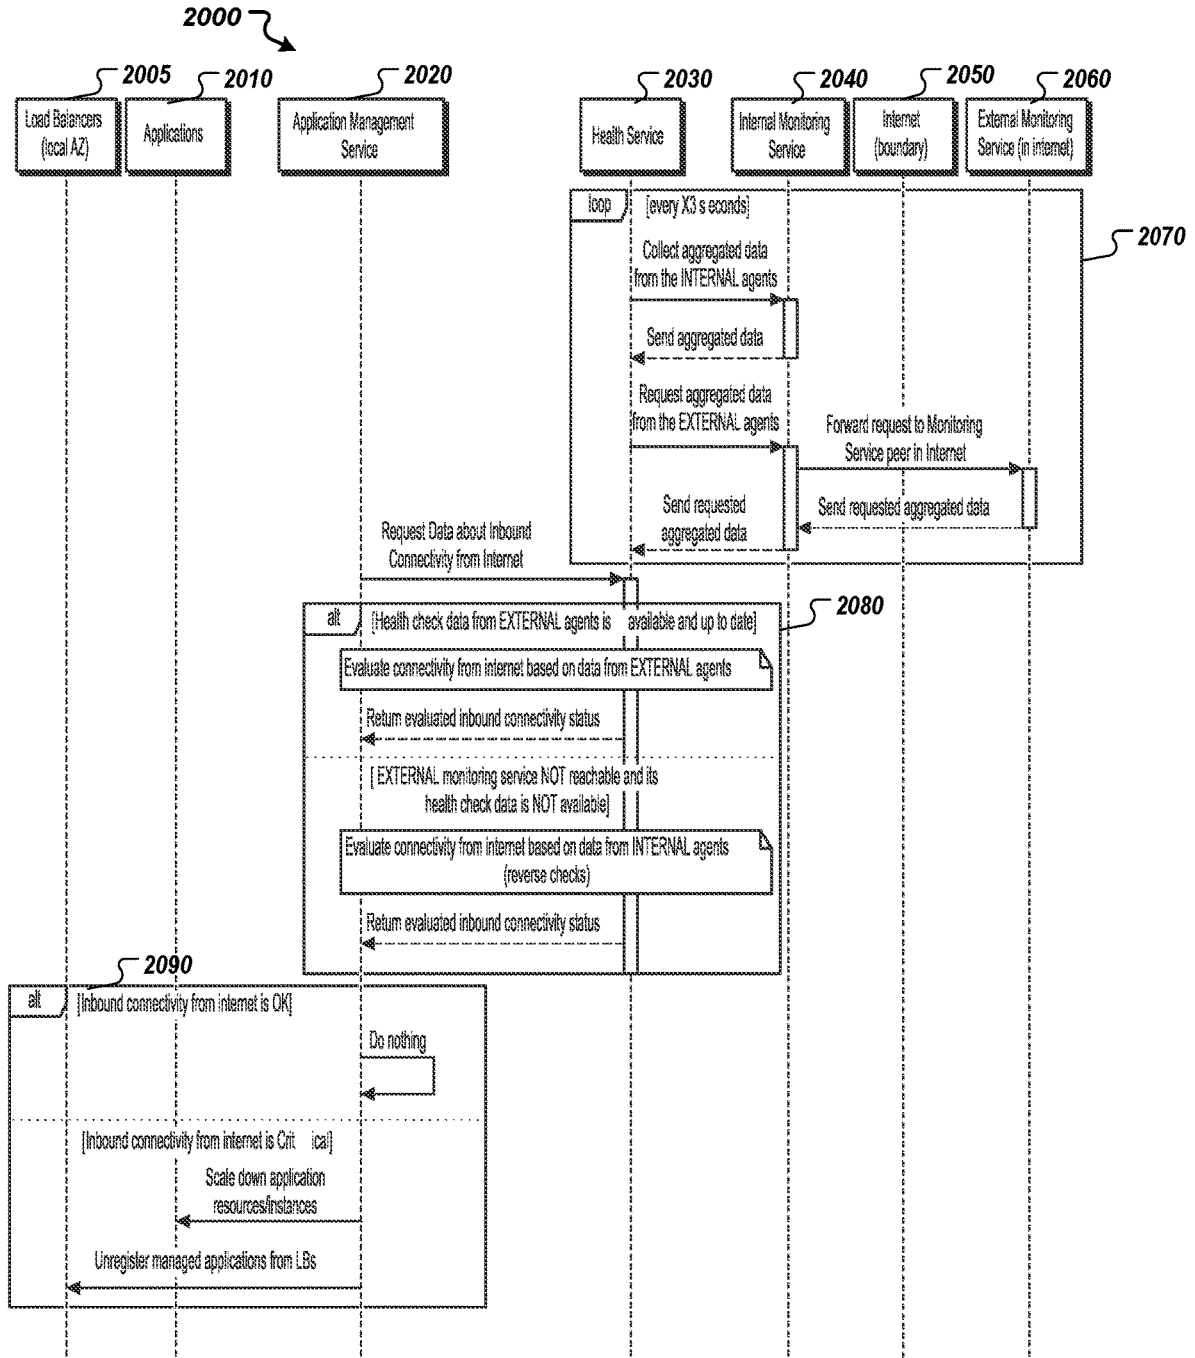 2000
2005
2010
2020
2030
2040
2050
2060
Load Balancers
(local AZ)
Applications
Application Management
Service
Health Service
Internal Monitoring
Service
Internet
(boundary)
External Monitoring
Service (in internet)
loop
[every X3 s econds]
2070
Collect aggregated data
from the INTERNAL agents
Send aggregated data
Request aggregated data
from the EXTERNAL agents
Forward request to Monitoring
Service peer in Internet
Send requested
aggregated data
Send requested aggregated data
Request Data about Inbound
Connectivity from Internet
2080
alt
[Health check data from EXTERNAL agents is available and up to date]
Evaluate connectivity from internet based on data from EXTERNAL agents
Return evaluated inbound connectivity status
[ EXTERNAL monitoring service NOT reachable and its
health check data is NOT available]
Evaluate connectivity from internet based on data from INTERNAL agents
(reverse checks)
Return evaluated inbound connectivity status
2090
alt
[Inbound connectivity from internet is OK]
Do nothing
[Inbound connectivity from internet is Crit ical]
Scale down application
resources/instances
Unregister managed applications from LBs